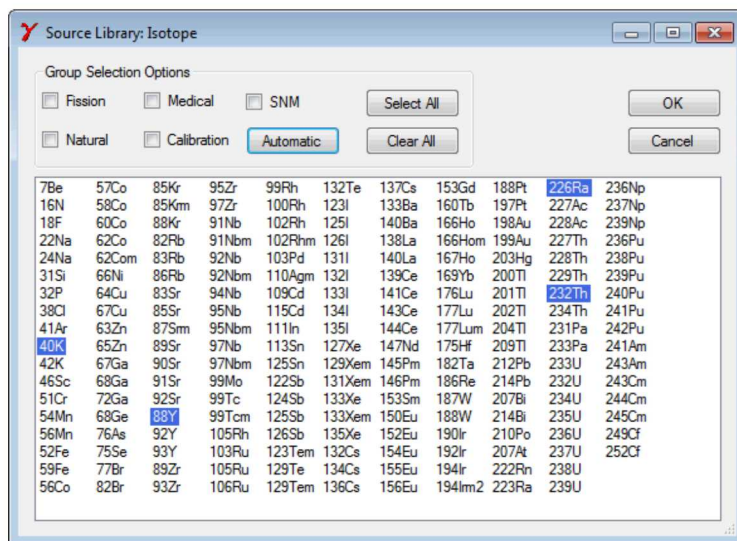 γ Source Library: Isotope
Group Selection Options
Fission Medical SNM Select All OK
Natural Calibration Automatic Clear All Cancel
7Be 57Co 85Kr 95Zr 99Rh 132Te 137Cs 153Gd 188Pt 226Ra 236Np
16N 58Co 85Krm 97Zr 100Rh 123I 133Ba 160Tb 197Pt 227Ac 237Np
18F 60Co 88Kr 91Nb 102Rh 125I 140Ba 166Ho 198Au 228Ac 239Np
22Na 62Co 82Rb 91Nbm 102Rhm 126I 138La 166Hom 199Au 227Th 236Pu
24Na 62Com 83Rb 92Nb 103Pd 131I 140La 167Ho 203Hg 228Th 238Pu
31Si 66Ni 86Rb 92Nbm 110Agm 132I 139Ce 169Yb 200Tl 229Th 239Pu
32P 64Cu 83Sr 94Nb 109Cd 133I 141Ce 176Lu 201Tl 232Th 240Pu
38Cl 67Cu 85Sr 95Nb 115Cd 134I 143Ce 177Lu 202Tl 234Th 241Pu
41Ar 63Zn 87Srm 95Nbm 111In 135I 144Ce 177Lum 204Tl 231Pa 242Pu
40K 65Zn 89Sr 97Nb 113Sn 127Xe 147Nd 175Hf 209Tl 233Pa 241Am
42K 67Ga 90Sr 97Nbm 125Sn 129Xem 145Pm 182Ta 212Pb 233U 243Am
46Sc 68Ga 91Sr 99Mo 122Sb 131Xem 146Pm 186Re 214Pb 232U 243Cm
51Cr 72Ga 92Sr 99Tc 124Sb 133Xe 153Sm 187W 207Bi 234U 244Cm
54Mn 68Ge 88Y 99Tcm 125Sb 133Xem 150Eu 188W 214Bi 235U 245Cm
56Mn 76As 92Y 105Rh 126Sb 135Xe 152Eu 190Ir 210Po 236U 249Cf
52Fe 75Se 93Y 103Ru 123Tem 132Cs 154Eu 192Ir 207At 237U 252Cf
59Fe 77Br 89Zr 105Ru 129Te 134Cs 155Eu 194Ir 222Rn 238U
56Co 82Br 93Zr 106Ru 129Tem 136Cs 156Eu 194Irm2 223Ra 239U